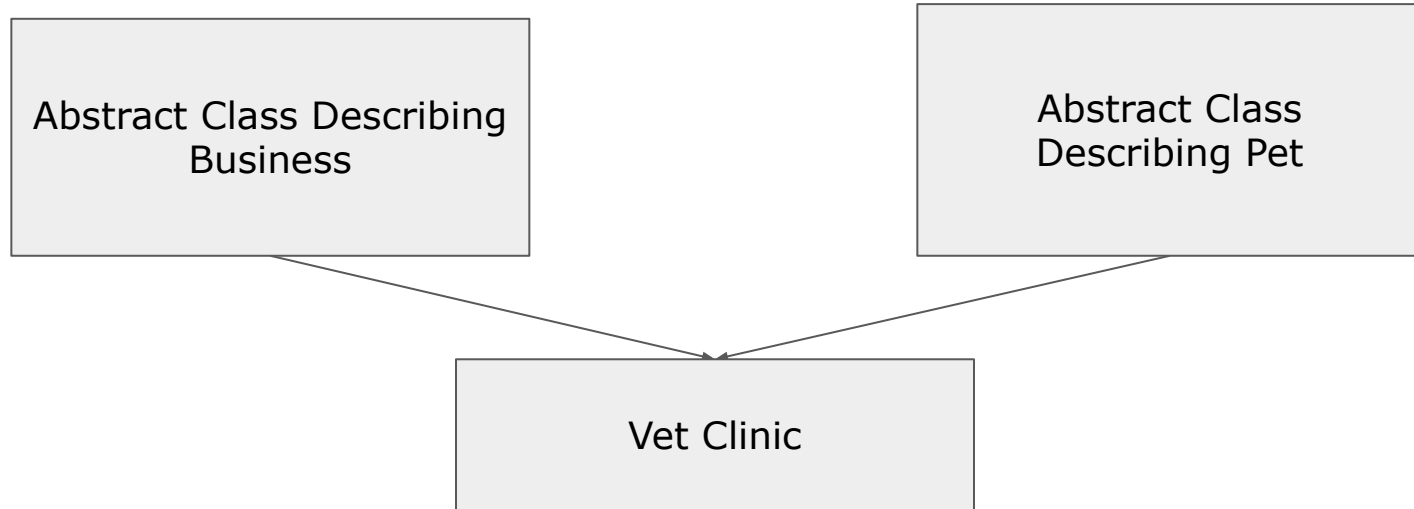 Abstract Class Describing
Business
Abstract Class
Describing Pet
Vet Clinic